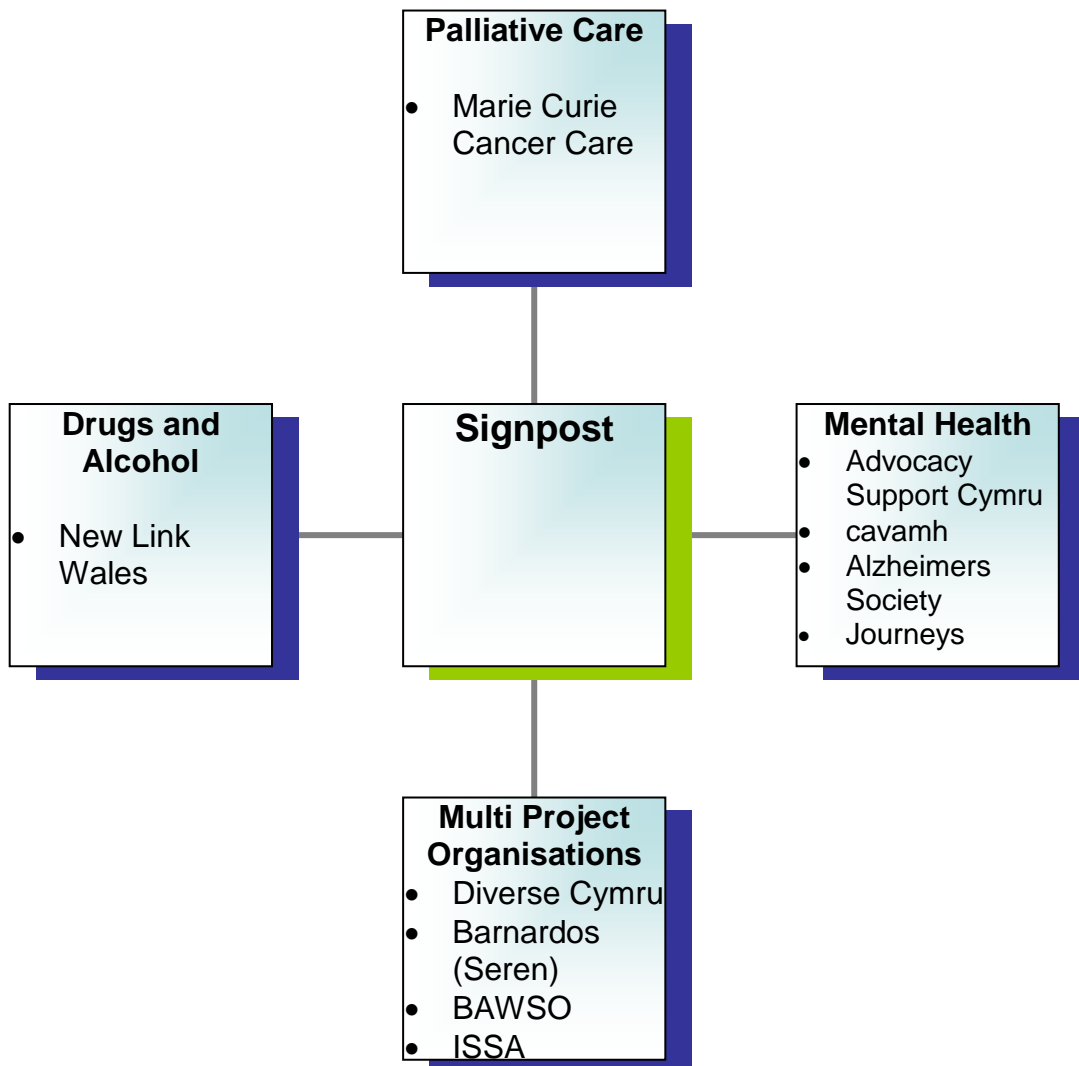 Palliative Care
• Marie Curie
Cancer Care
Drugs and
Alcohol
• New Link
Wales
Signpost
Mental Health
• Advocacy
Support Cymru
• cavamh
• Alzheimers
Society
• Journeys
Multi Project
Organisations
• Diverse Cymru
• Barnardos
(Seren)
• BAWSO
• ISSA